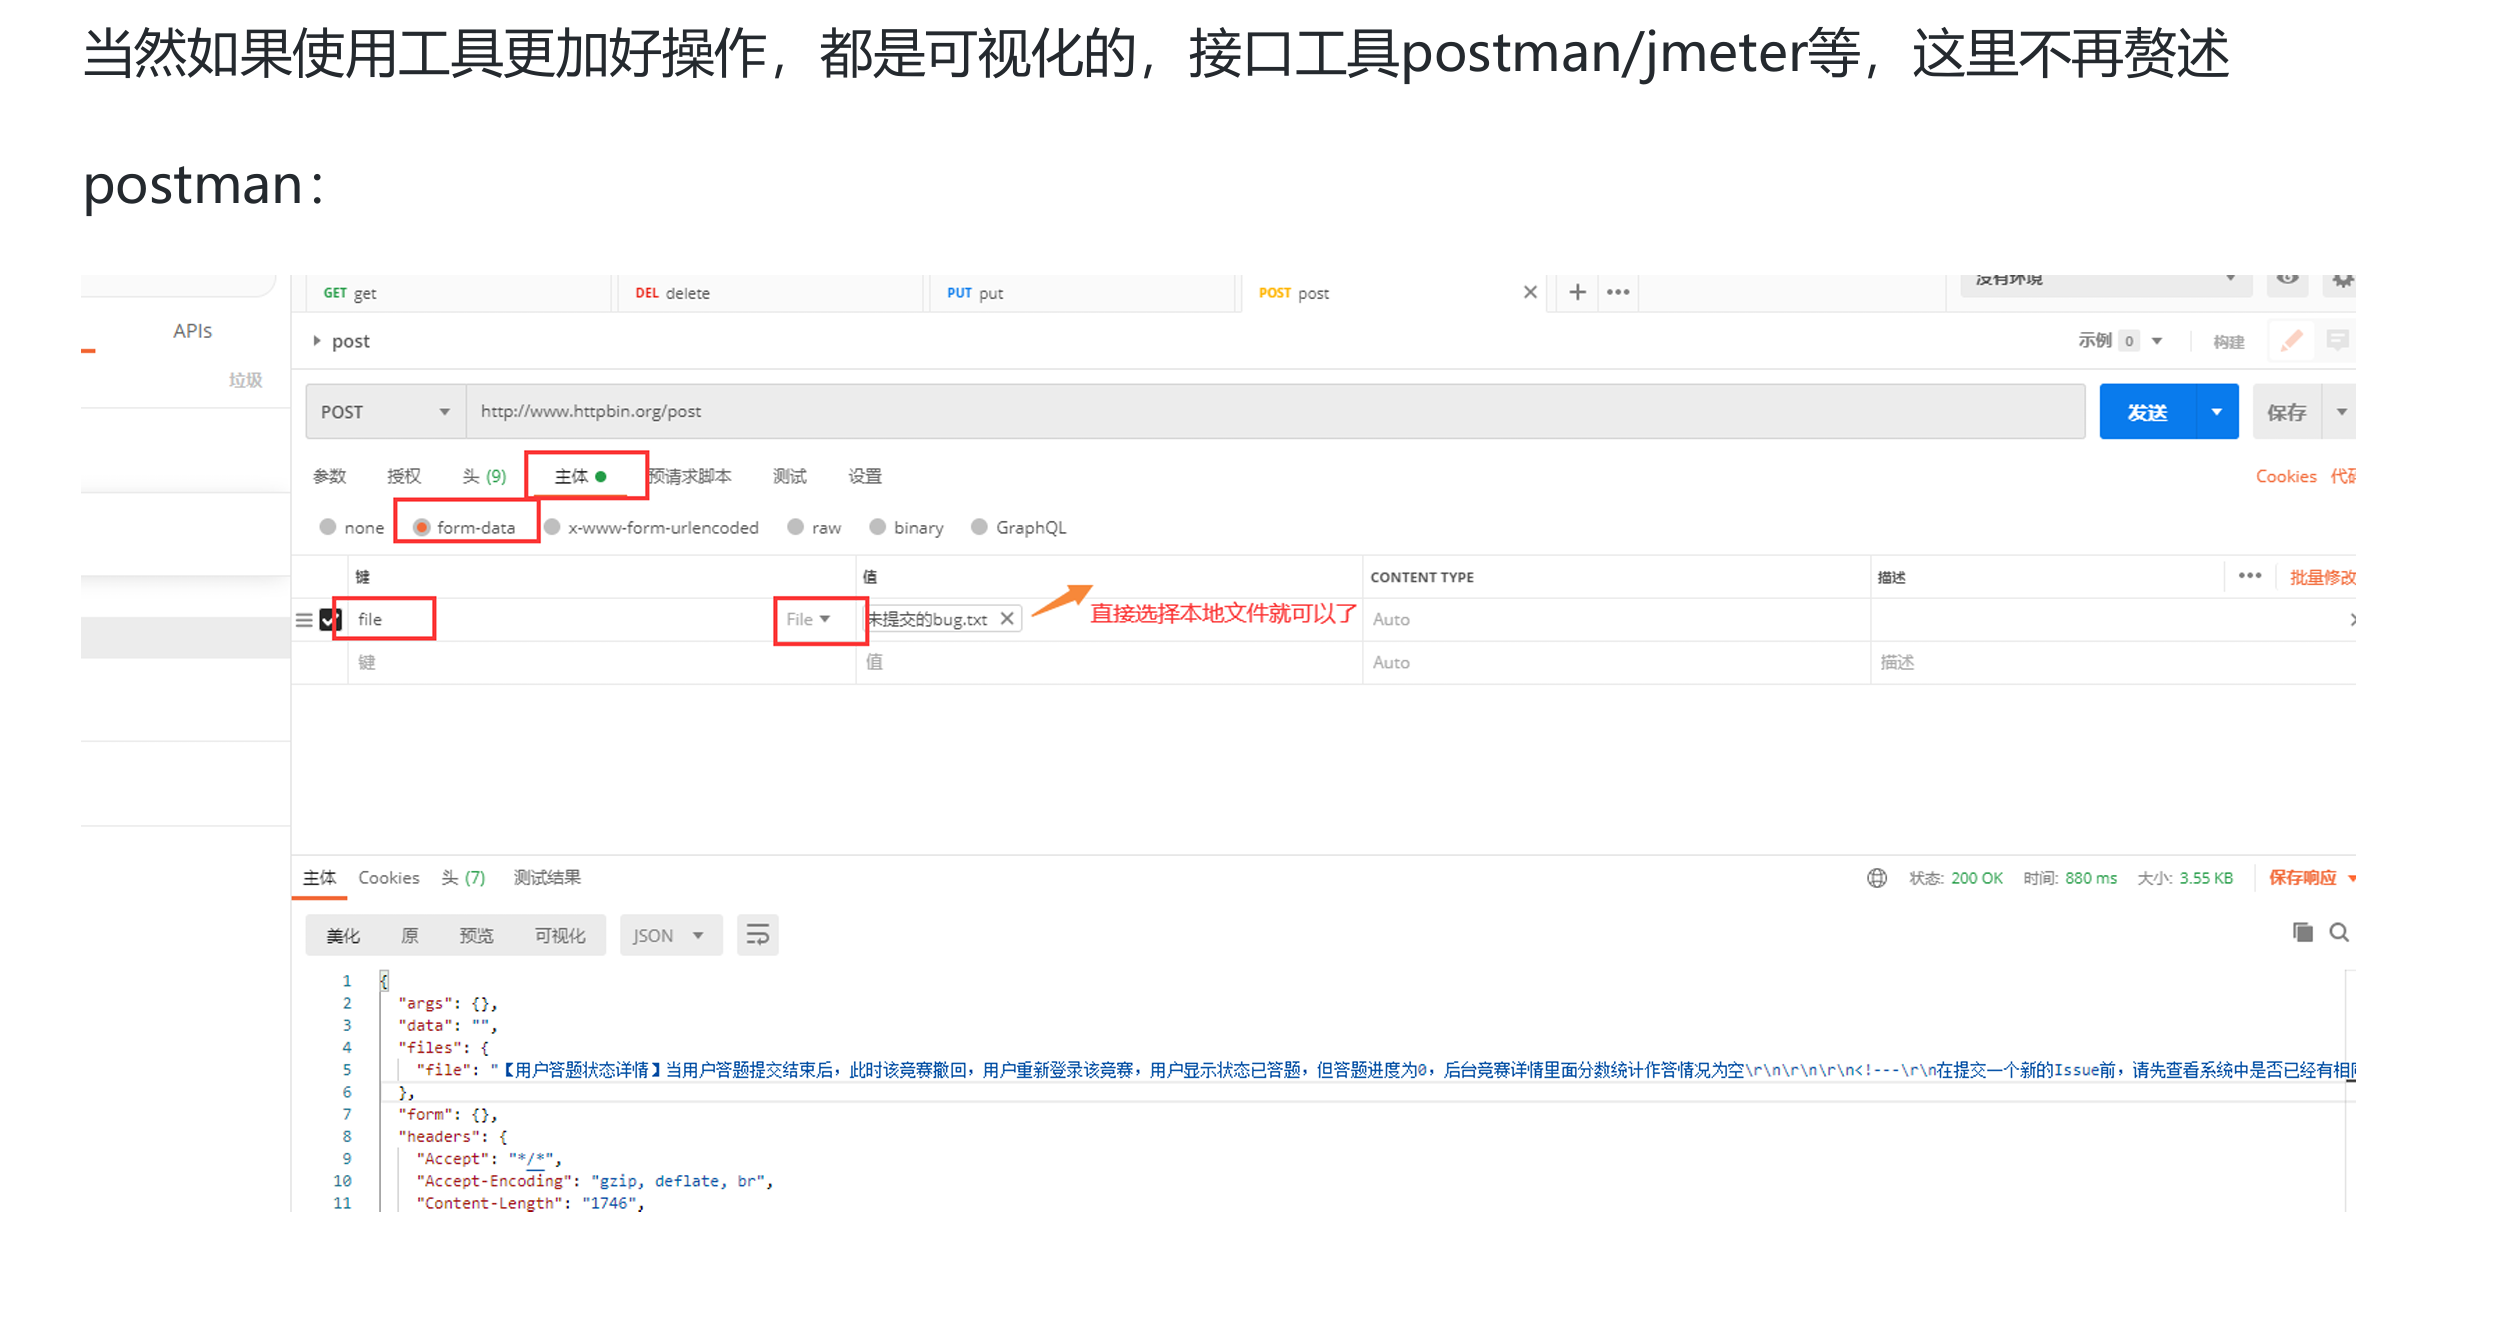 当然如果使用工具更加好操作，都是可视化的，接口工具postman/jmeter等，这里不再赘述
postman：
GET get
DEL delete
PUT put
POST post
没有环境
APIs
垃圾
post
示例 0
构建
POST
http://www.httpbin.org/post
发送
保存
参数 授权 头 (9) 主体 预请求脚本 测试 设置
Cookies 代码
none form-data x-www-form-urlencoded raw binary GraphQL
键 值 CONTENT TYPE 描述 批量修改
file File 未提交的bug.txt 直接选择本地文件就可以了 Auto
键 值 Auto 描述
主体 Cookies 头 (7) 测试结果
状态: 200 OK 时间: 880 ms 大小: 3.55 KB 保存响应
美化 原 预览 可视化 JSON
1 {
2 "args": {},
3 "data": "",
4 "files": {
5 "file": "【用户答题状态详情】当用户答题提交结束后，此时该竞赛撤回，用户重新登录该竞赛，用户显示状态已答题，但答题进度为0，后台竞赛详情里面分数统计作答情况为空\r\n\r\n\r\n<!---\r\n在提交一个新的Issue前，请先查看系统中是否已经有相
6 },
7 "form": {},
8 "headers": {
9 "Accept": "*/*",
10 "Accept-Encoding": "gzip, deflate, br",
11 "Content-Length": "1746",